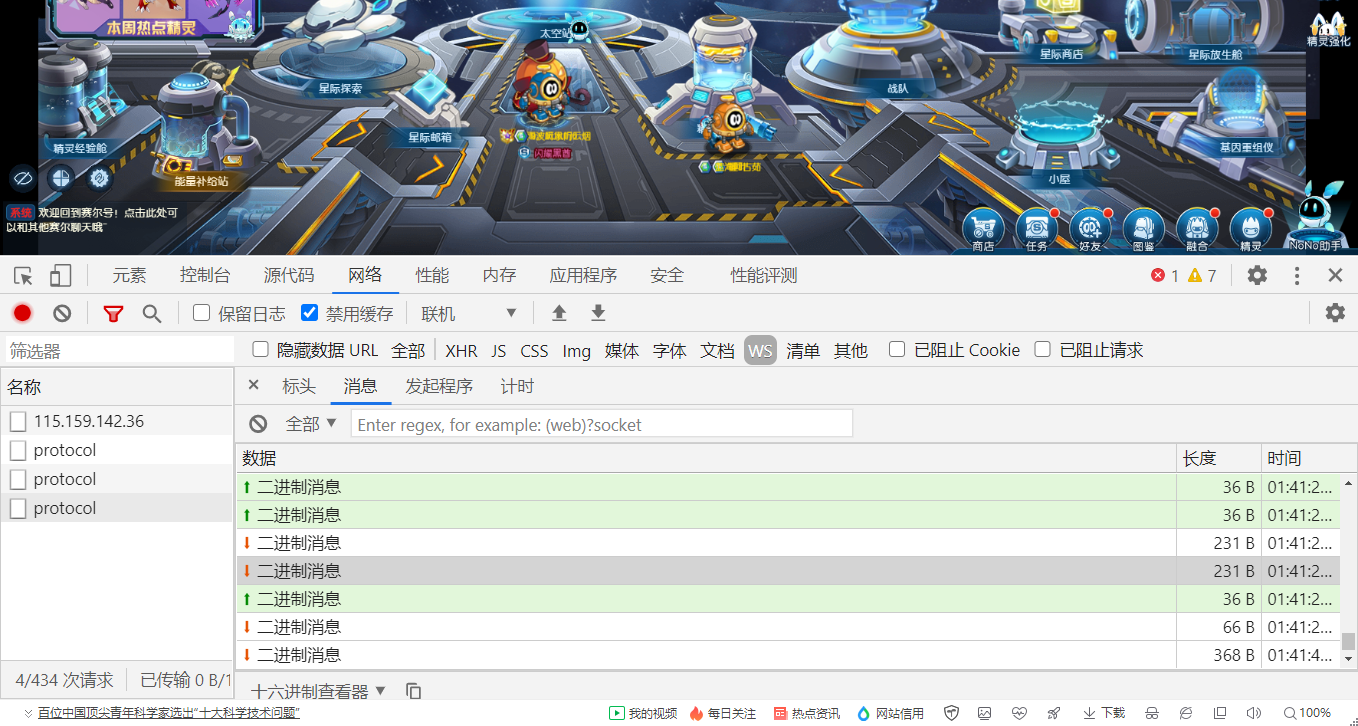 本周热点精灵
太空站
精灵强化
星际探索
战队
星际商店
星际放生舱
星际邮箱
精灵经验舱
基因重组仪
能量补给站
闪耀黑茜
小屋
系统 欢迎回到赛尔号！点击此处可
以和其他赛尔聊天哦~
商店 任务 好友 图鉴 融合 精灵 NoNo助手
元素 控制台 源代码 网络 性能 内存 应用程序 安全 性能评测 1 7
保留日志 禁用缓存 联机
筛选器 隐藏数据 URL 全部 XHR JS CSS Img 媒体 字体 文档 WS 清单 其他 已阻止 Cookie 已阻止请求
名称 × 标头 消息 发起程序 计时
115.159.142.36 全部 ▼ Enter regex, for example: (web)?socket
protocol
protocol
protocol
数据 长度 时间
二进制消息 36 B 01:41:2...
二进制消息 36 B 01:41:2...
二进制消息 231 B 01:41:2...
二进制消息 231 B 01:41:2...
二进制消息 36 B 01:41:2...
二进制消息 66 B 01:41:2...
二进制消息 368 B 01:41:4...
4/434 次请求 已传输 0 B/1
十六进制查看器 ▼
百位中国顶尖青年科学家选出“十大科学技术问题” 我的视频 每日关注 热点资讯 网站信用 下载 100%